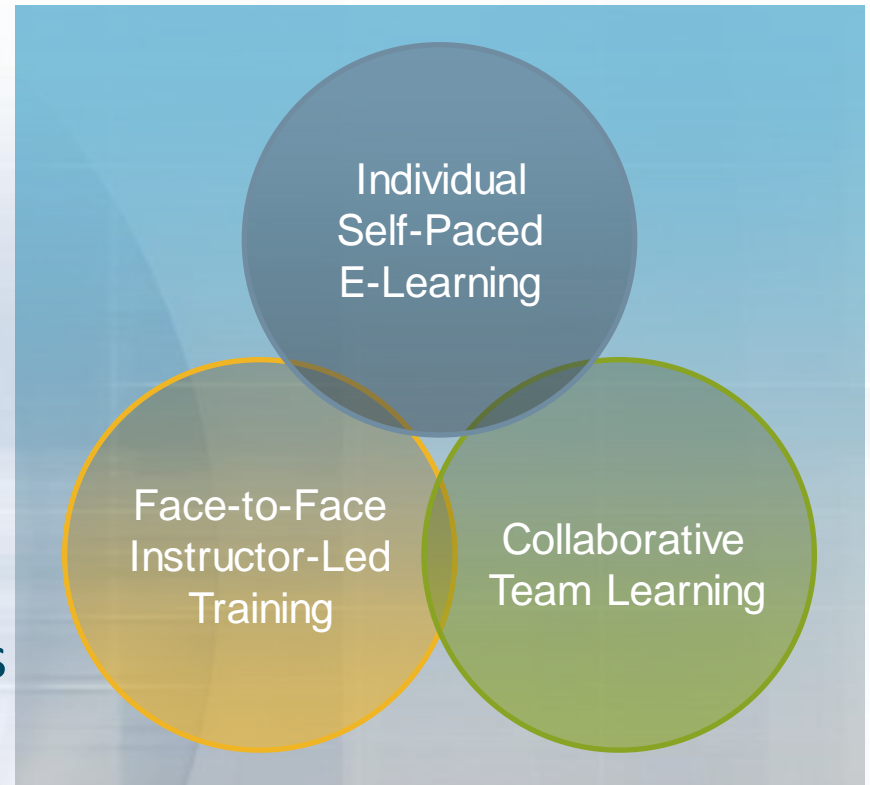 Individual
Self-Paced
E-Learning
Face-to-Face
Instructor-Led
Training
Collaborative
Team Learning
s